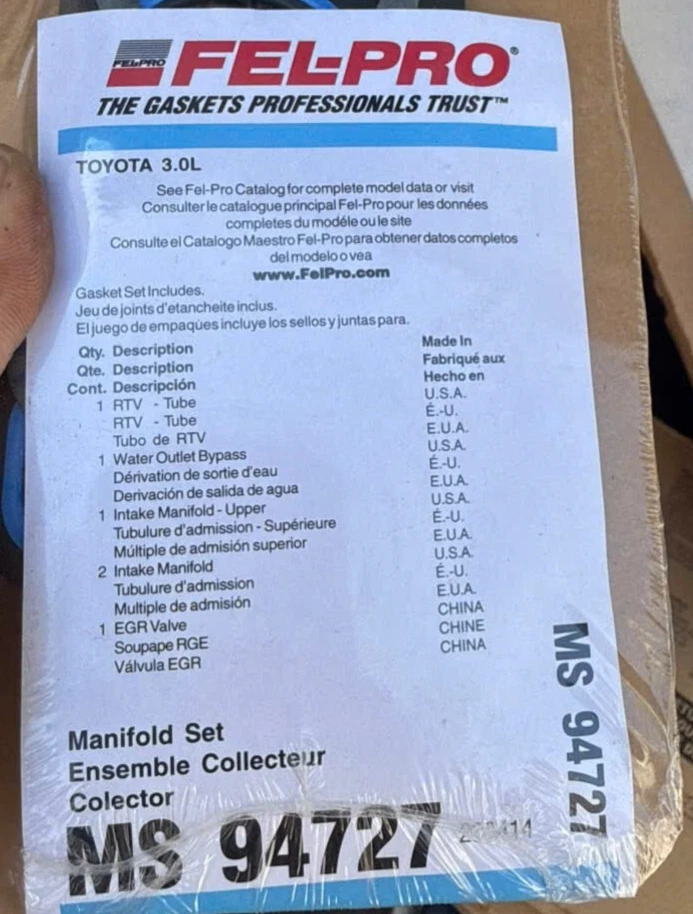 FEL-PRO
FEL-PRO®
THE GASKETS PROFESSIONALS TRUST™
TOYOTA 3.0L
See Fel-Pro Catalog for complete model data or visit
Consulter le catalogue principal Fel-Pro pour les données
completes du modéle ou le site
Consulte el Catalogo Maestro Fel-Pro para obtener datos completos
del modelo o vea
www.FelPro.com
Gasket Set Includes.
Jeu de joints d'etancheite inclus.
El juego de empaques incluye los sellos y juntas para.
Qty. Description Made In
Qte. Description Fabriqué aux
Cont. Descripción Hecho en
1 RTV - Tube U.S.A.
RTV - Tube É.-U.
Tubo de RTV E.U.A.
1 Water Outlet Bypass U.S.A.
Dérivation de sortie d'eau É.-U.
Derivación de salida de agua E.U.A.
1 Intake Manifold - Upper U.S.A.
Tubulure d'admission - Supérieure É.-U.
Múltiple de admisión superior E.U.A.
2 Intake Manifold U.S.A.
Tubulure d'admission É.-U.
Multiple de admisión E.U.A.
1 EGR Valve CHINA
Soupape RGE CHINE
Válvula EGR CHINA
Manifold Set
Ensemble Collecteur
Colector
MS 94727
MS 94727